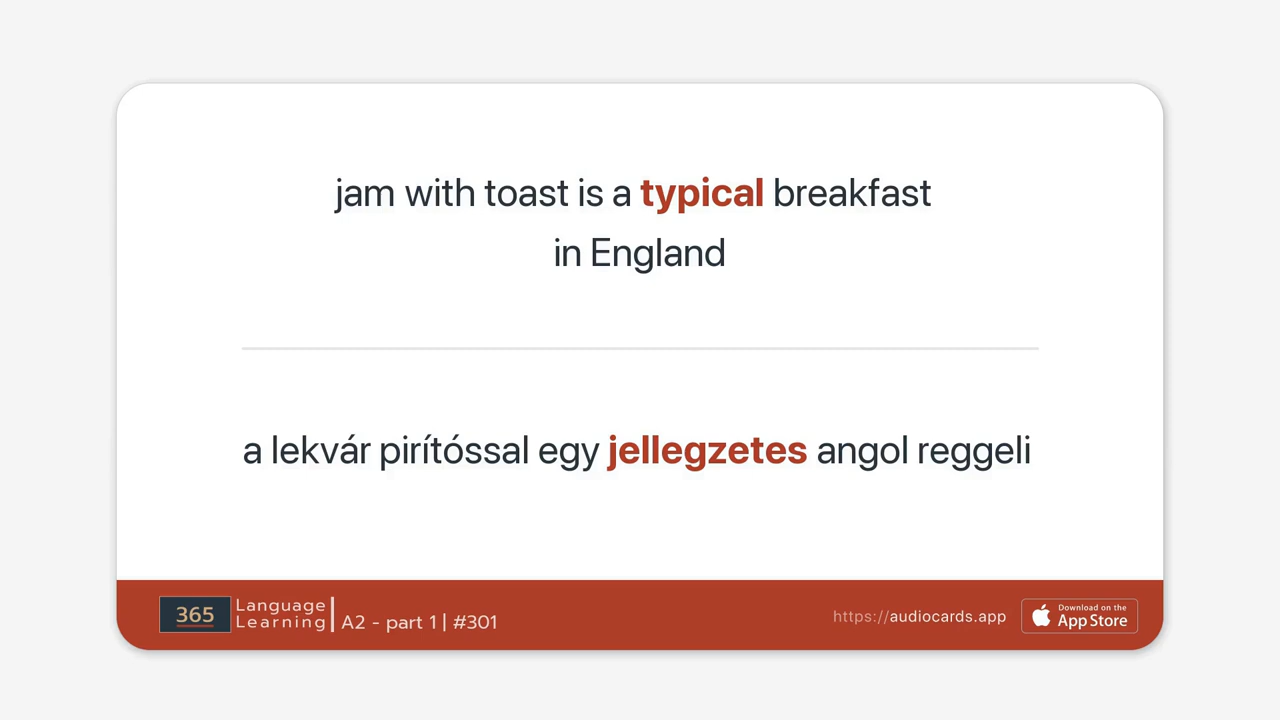 jam with toast is a typical breakfast
in England
a lekvár pirítóssal egy jellegzetes angol reggeli
365
Language
Learning
A2 - part 1 | #301
https://audiocards.app
Download on the
App Store